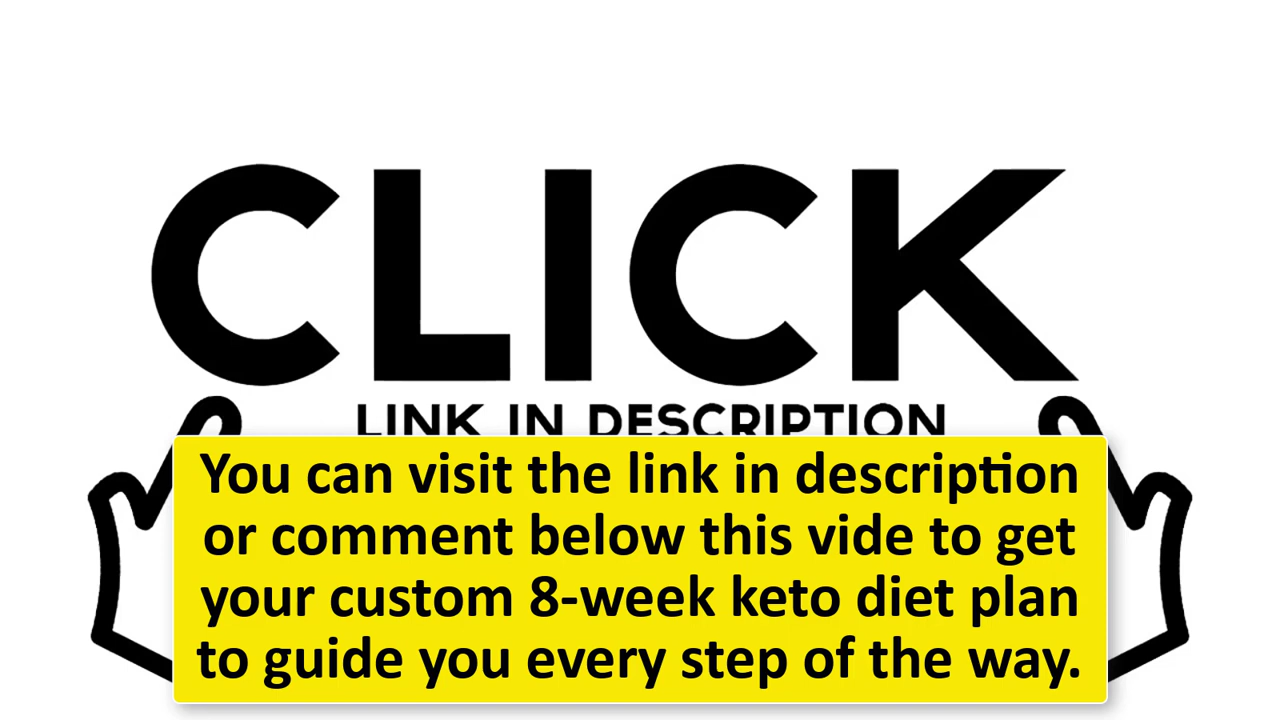 CLICK
LINK IN DESCRIPTION
You can visit the link in description
or comment below this vide to get
your custom 8-week keto diet plan
to guide you every step of the way.